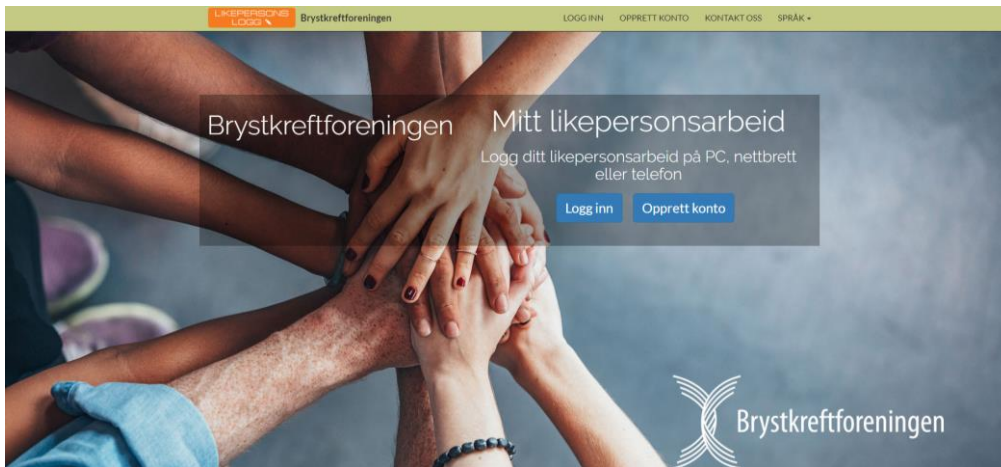 LIKEPERSONS
LOGG
Brystkreftforeningen
LOGG INN OPPRETT KONTO KONTAKT OSS SPRÅK
Brystkreftforeningen
Mitt likepersonsarbeid
Logg ditt likepersonsarbeid på PC, nettbrett
eller telefon
Logg inn Opprett konto
Brystkreftforeningen